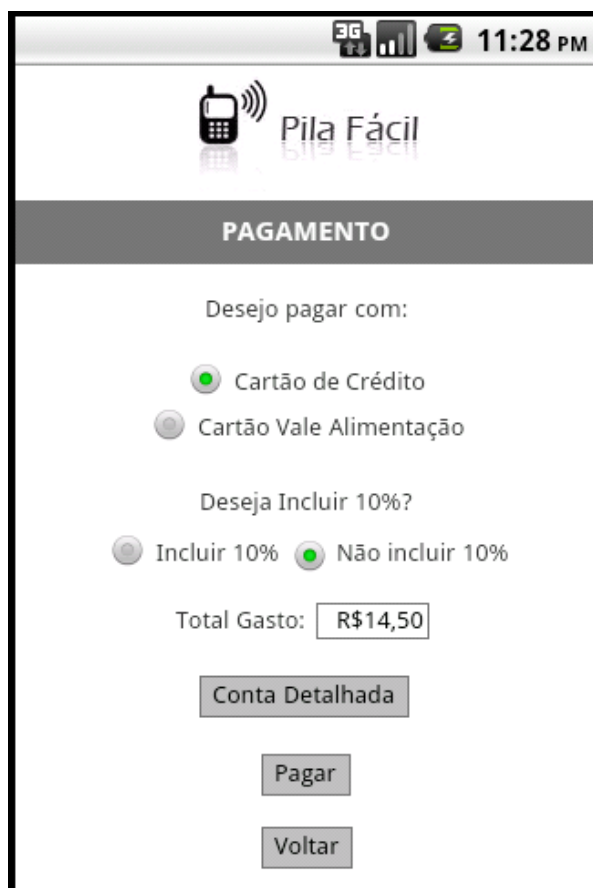 3G 11:28 PM
Pila Fácil
PAGAMENTO
Desejo pagar com:
Cartão de Crédito
Cartão Vale Alimentação
Deseja Incluir 10%?
Incluir 10% Não incluir 10%
Total Gasto: R$14,50
Conta Detalhada
Pagar
Voltar